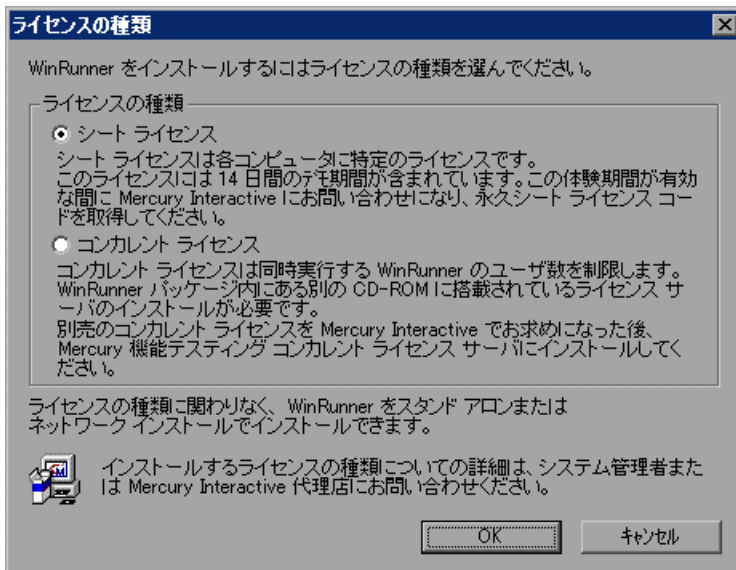 ライセンスの種類
WinRunner をインストールするにはライセンスの種類を選んでください。
ライセンスの種類
シート ライセンス
シート ライセンスは各コンピュータに特定のライセンスです。
このライセンスには 14 日間のデモ期間が含まれています。この体験期間が有効
な間に Mercury Interactive にお問い合わせになり、永久シート ライセンス コー
ドを取得してください。
コンカレント ライセンス
コンカレント ライセンスは同時実行する WinRunner のユーザ数を制限します。
WinRunner パッケージ内にある別の CD-ROM に搭載されているライセンス サ
ーバのインストールが必要です。
別売のコンカレント ライセンスを Mercury Interactive でお求めになった後、
Mercury 機能テスティング コンカレント ライセンス サーバにインストールしてく
ださい。
ライセンスの種類に関わりなく、WinRunner をスタンド アロンまたは
ネットワーク インストールでインストールできます。
インストールするライセンスの種類についての詳細は、システム管理者また
は Mercury Interactive 代理店にお問い合わせください。
OK
キャンセル